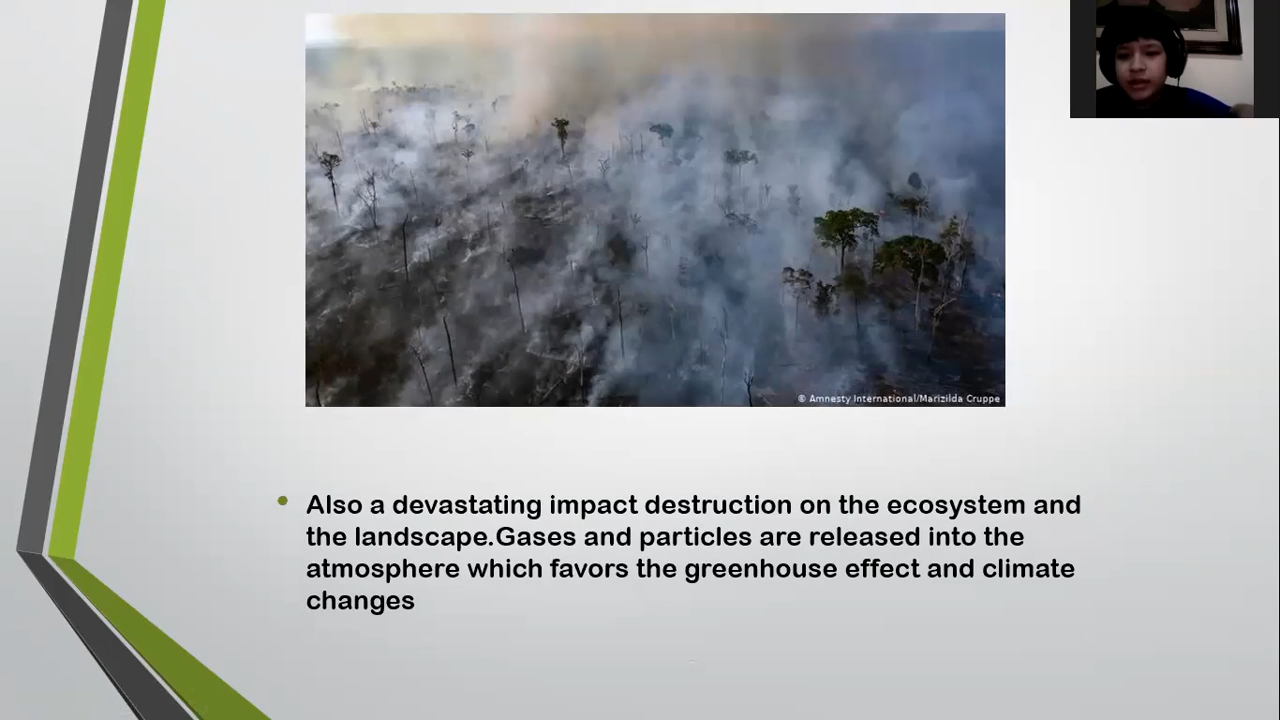 © Amnesty International/Marizilda Cruppe
Also a devastating impact destruction on the ecosystem and
the landscape.Gases and particles are released into the
atmosphere which favors the greenhouse effect and climate
changes